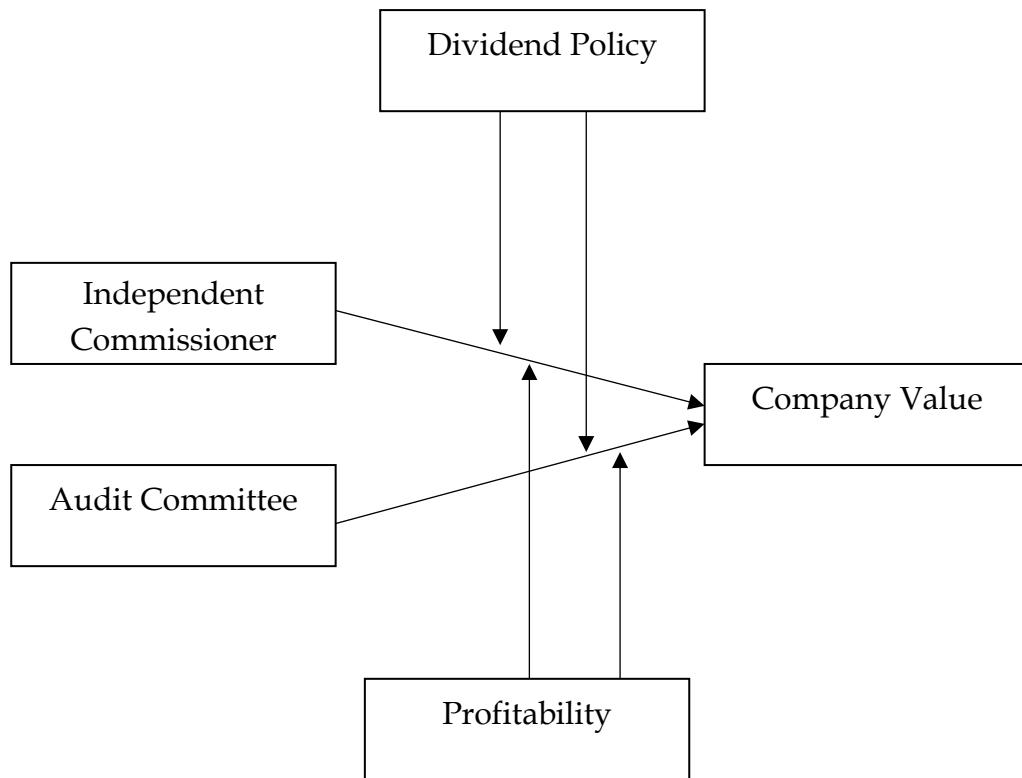 Dividend Policy
Independent
Commissioner
Company Value
Audit Committee
Profitability